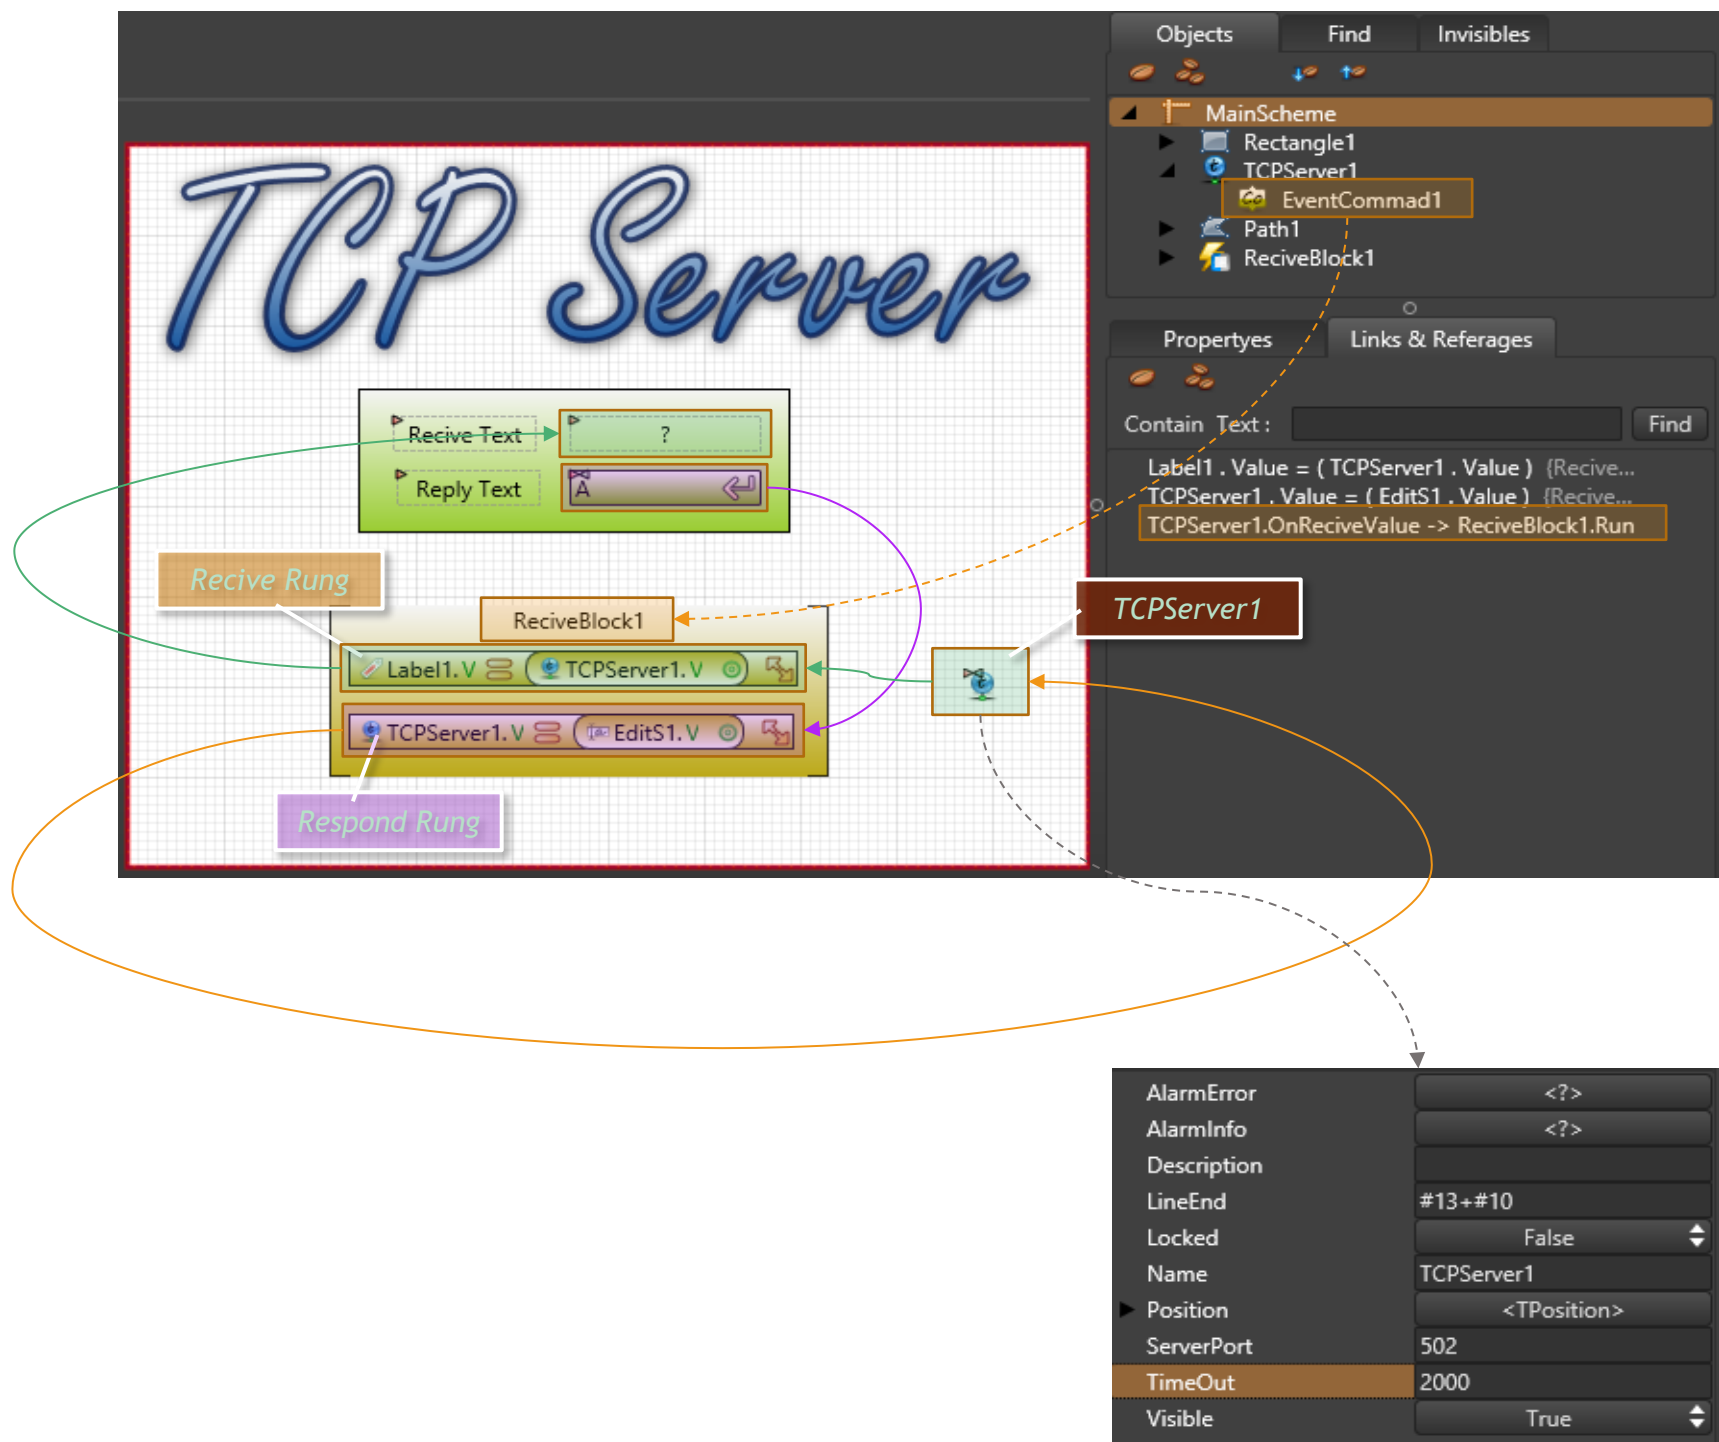 Objects
Find
Invisibles
MainScheme
Rectangle1
TCPServer1
EventCommad1
Path1
ReciveBlock1
Propertyes
Links & Referages
Contain Text :
Find
Label1 . Value = ( TCPServer1 . Value ) {Recive...
TCPServer1 . Value = ( EditS1 . Value ) {Recive...
TCPServer1.OnReciveValue -> ReciveBlock1.Run
TCP Server
Recive Text
?
Reply Text
A
Recive Rung
ReciveBlock1
Label1. V
TCPServer1. V
TCPServer1. V
EditS1. V
Respond Rung
TCPServer1
AlarmError <?>
AlarmInfo <?>
Description
LineEnd #13+#10
Locked False
Name TCPServer1
Position <TPosition>
ServerPort 502
TimeOut 2000
Visible True